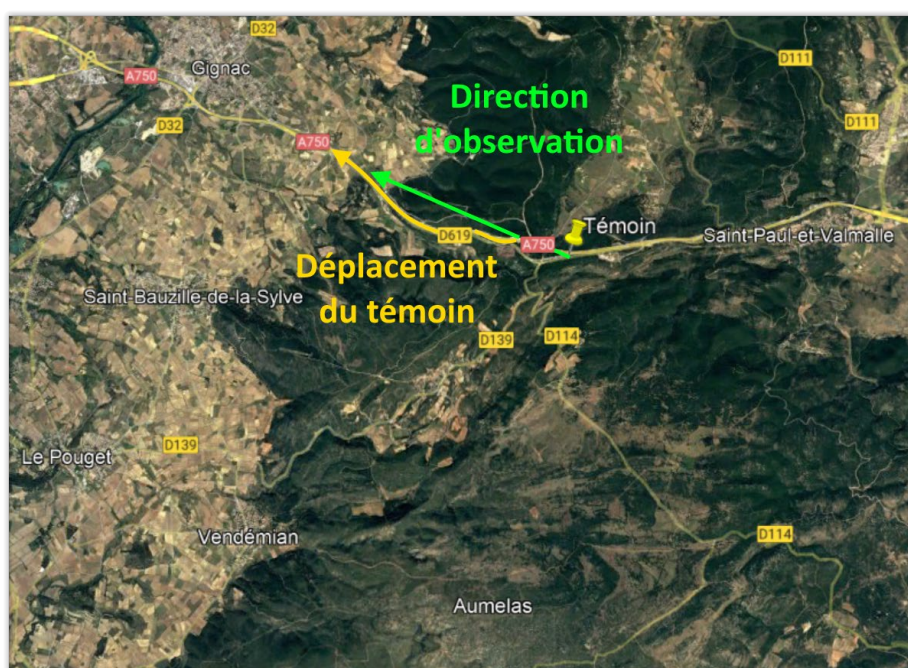 D32
D111
Gignac
A750
Direction
D32
d'observation
D111
A750
Témoin
D619
A750
Saint-Paul-et-Valmalle
Déplacement
du témoin
Saint-Bauzille-de-la-Sylve
D139
D114
D139
Le Pouget
Vendémian
D114
Aumelas